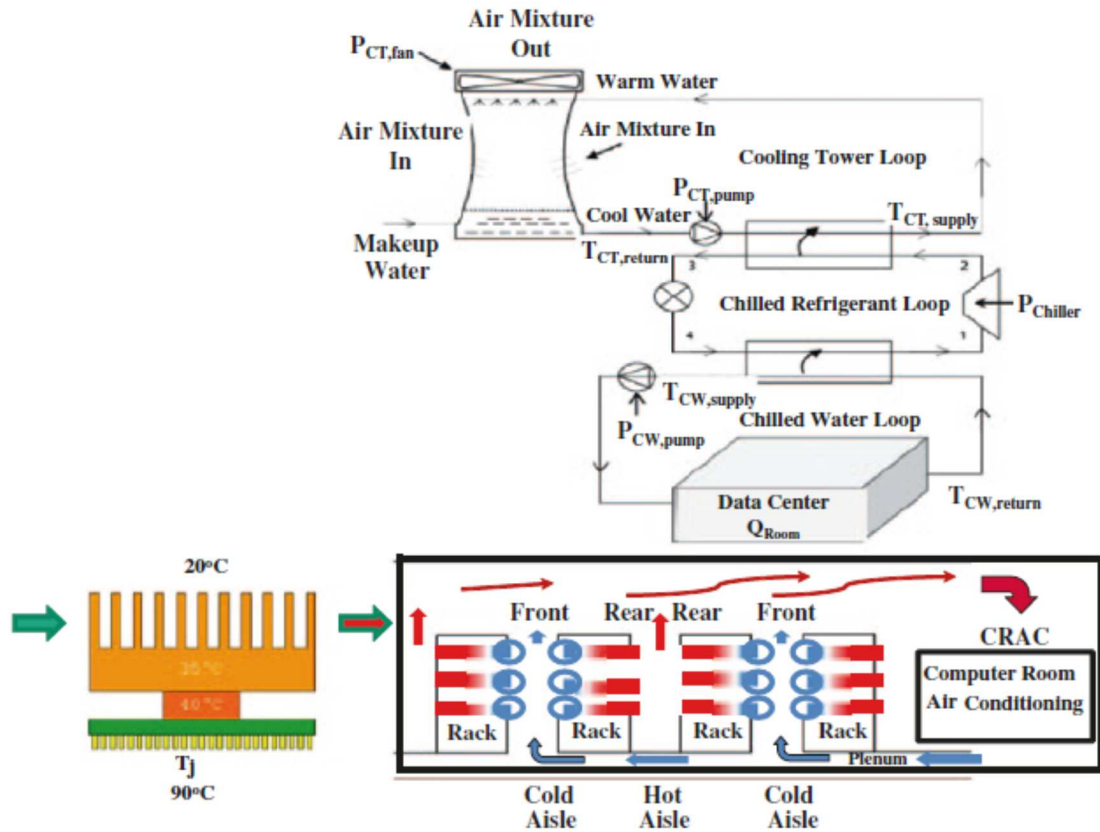 Air Mixture
Out
P_CT,fan
Warm Water
Air Mixture
In
Air Mixture In
Cooling Tower Loop
P_CT,pump
Cool Water
T_CT, supply
Makeup
Water
T_CT,return
3
2
Chilled Refrigerant Loop
P_Chiller
4
1
T_CW,supply
P_CW,pump
Chilled Water Loop
Data Center
Q_Room
T_CW,return
20°C
Front
Rear
Rear
Front
CRAC
Computer Room
Air Conditioning
Rack
Rack
Rack
Rack
Plenum
Tj
90°C
Cold
Aisle
Hot
Aisle
Cold
Aisle